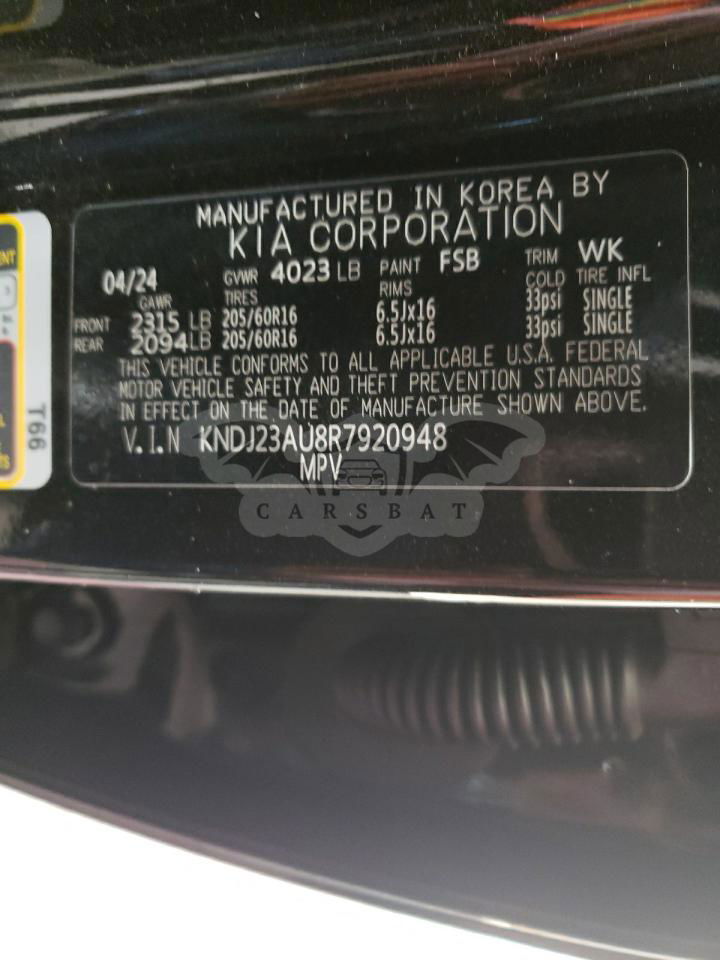 MANUFACTURED IN KOREA BY
KIA CORPORATION
04/24 GVWR 4023 LB PAINT FSB TRIM WK
GAWR TIRES RIMS COLD TIRE INFL
FRONT 2315 LB 205/60R16 6.5Jx16 33psi SINGLE
REAR 2094 LB 205/60R16 6.5Jx16 33psi SINGLE
THIS VEHICLE CONFORMS TO ALL APPLICABLE U.S.A. FEDERAL
MOTOR VEHICLE SAFETY AND THEFT PREVENTION STANDARDS
IN EFFECT ON THE DATE OF MANUFACTURE SHOWN ABOVE.
V.I.N KNDJ23AU8R7920948
MPV
CARSBAT
T66